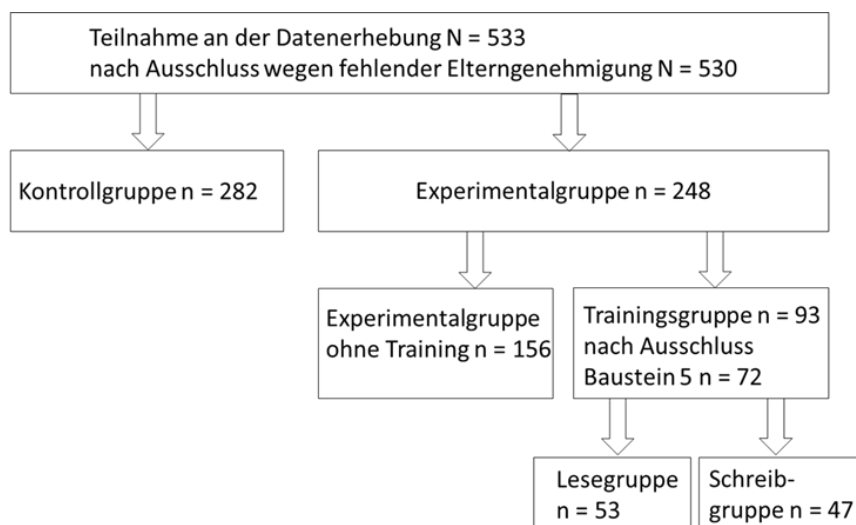 Teilnahme an der Datenerhebung N = 533
nach Ausschluss wegen fehlender Elterngenehmigung N = 530
Kontrollgruppe n = 282
Experimentalgruppe n = 248
Experimentalgruppe
ohne Training n = 156
Trainingsgruppe n = 93
nach Ausschluss
Baustein 5 n = 72
Lesegruppe
n = 53
Schreib-
gruppe n = 47